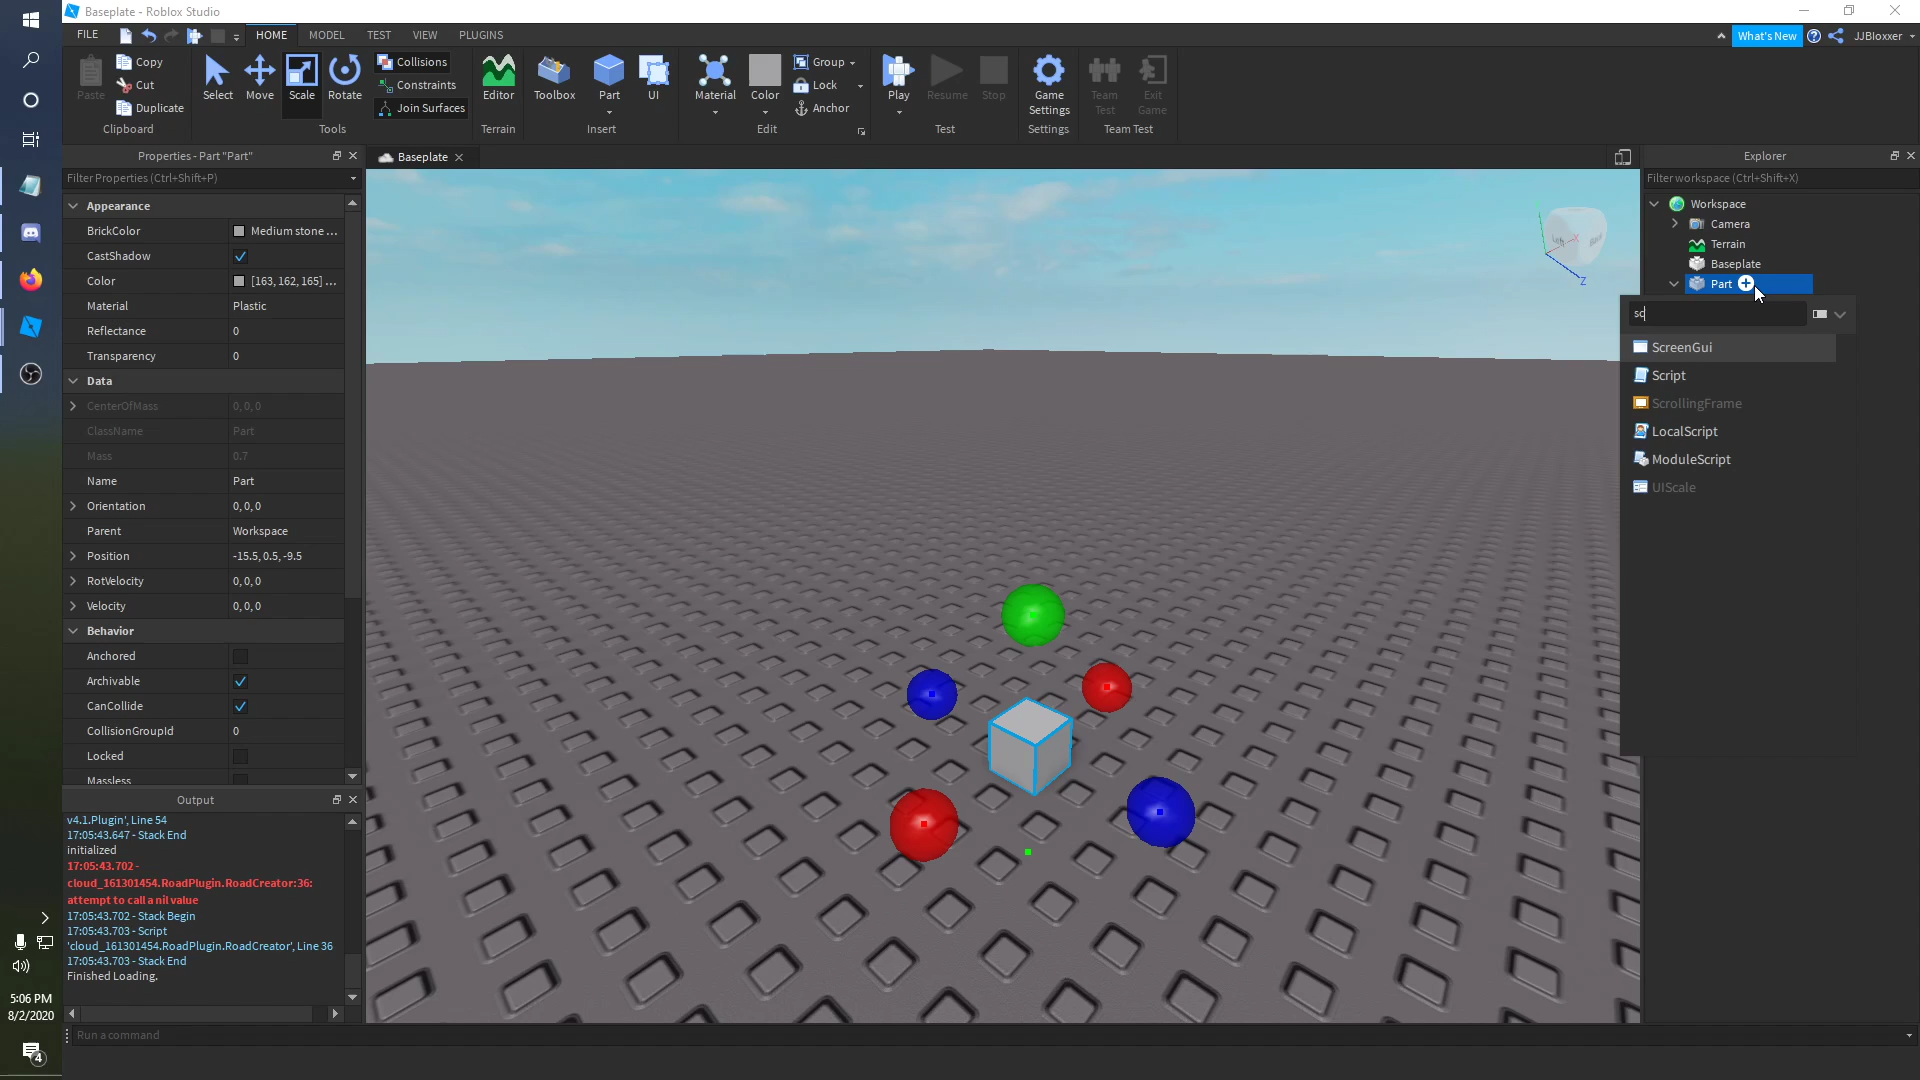 Baseplate - Roblox Studio
FILE
HOME
MODEL
TEST
VIEW
PLUGINS
What's New
JJBloxxer
Paste
Copy
Cut
Duplicate
Clipboard
Select
Move
Scale
Rotate
Collisions
Constraints
Join Surfaces
Tools
Editor
Terrain
Toolbox
Part
UI
Insert
Material
Color
Group
Lock
Anchor
Edit
Play
Resume
Stop
Test
Game
Settings
Settings
Team
Test
Exit
Game
Team Test
Properties - Part "Part"
Filter Properties (Ctrl+Shift+P)
Appearance
BrickColor Medium stone ...
CastShadow
Color [163, 162, 165] ...
Material Plastic
Reflectance 0
Transparency 0
Data
CenterOfMass 0, 0, 0
ClassName Part
Mass 0.7
Name Part
Orientation 0, 0, 0
Parent Workspace
Position -15.5, 0.5, -9.5
RotVelocity 0, 0, 0
Velocity 0, 0, 0
Behavior
Anchored
Archivable
CanCollide
CollisionGroupId 0
Locked
Massless
Output
v4.1.Plugin', Line 54
17:05:43.647 - Stack End
initialized
17:05:43.702 -
cloud_161301454.RoadPlugin.RoadCreator:36:
attempt to call a nil value
17:05:43.702 - Stack Begin
17:05:43.703 - Script
'cloud_161301454.RoadPlugin.RoadCreator', Line 36
17:05:43.703 - Stack End
Finished Loading.
Run a command
Baseplate
Z
Explorer
Filter workspace (Ctrl+Shift+X)
Workspace
Camera
Terrain
Baseplate
Part
sc
ScreenGui
Script
ScrollingFrame
LocalScript
ModuleScript
UIScale
5:06 PM
8/2/2020
4